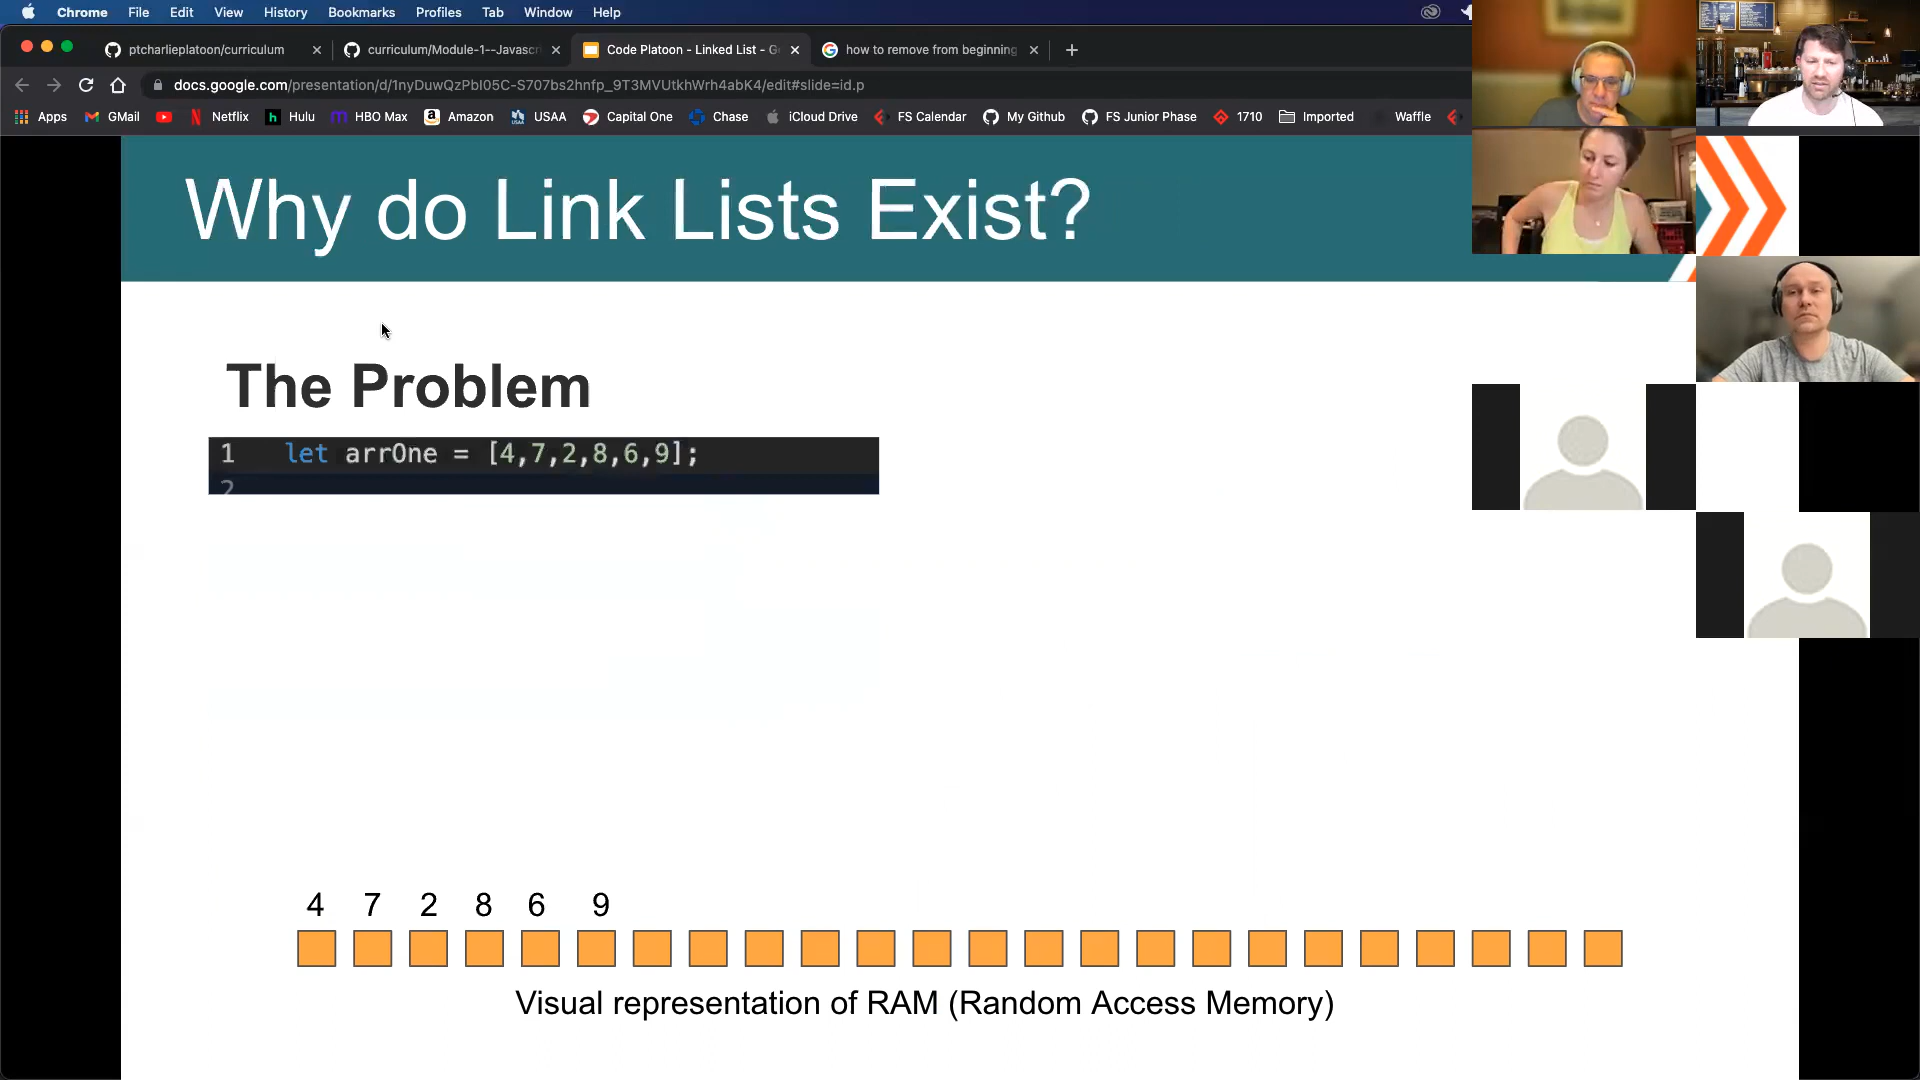 Chrome File Edit View History Bookmarks Profiles Tab Window Help
ptcharlieplatoon/curriculum
curriculum/Module-1--Javascr
Code Platoon - Linked List - G
how to remove from beginning
docs.google.com/presentation/d/1nyDuwQzPbI05C-S707bs2hnfp_9T3MVUtkhWrh4abK4/edit#slide=id.p
Apps GMail Netflix Hulu HBO Max Amazon USAA Capital One Chase iCloud Drive FS Calendar My Github FS Junior Phase 1710 Imported Waffle
Why do Link Lists Exist?
The Problem
1 let arrOne = [4,7,2,8,6,9];
2
4 7 2 8 6 9
Visual representation of RAM (Random Access Memory)